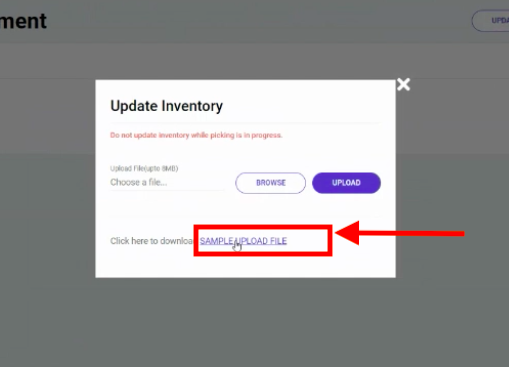 ment
UPDA
Update Inventory
Do not update inventory while picking is in progress.
Upload File(upto 8MB)
Choose a file...
BROWSE
UPLOAD
Click here to download SAMPLE UPLOAD FILE